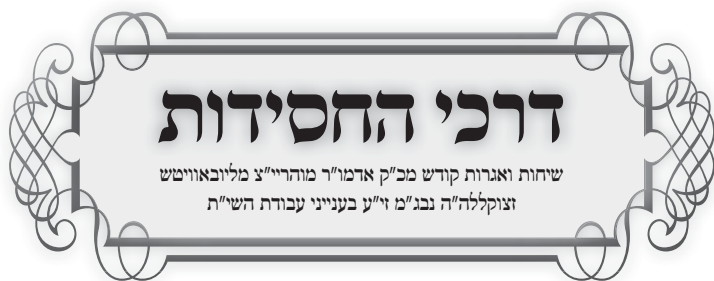 דרכי החסידות
שיחות ואגרות קודש מכ"ק אדמו"ר מוהריי"צ מליובאוויטש
זצוקללה"ה נבג"מ זי"ע בענייני עבודת השי"ת